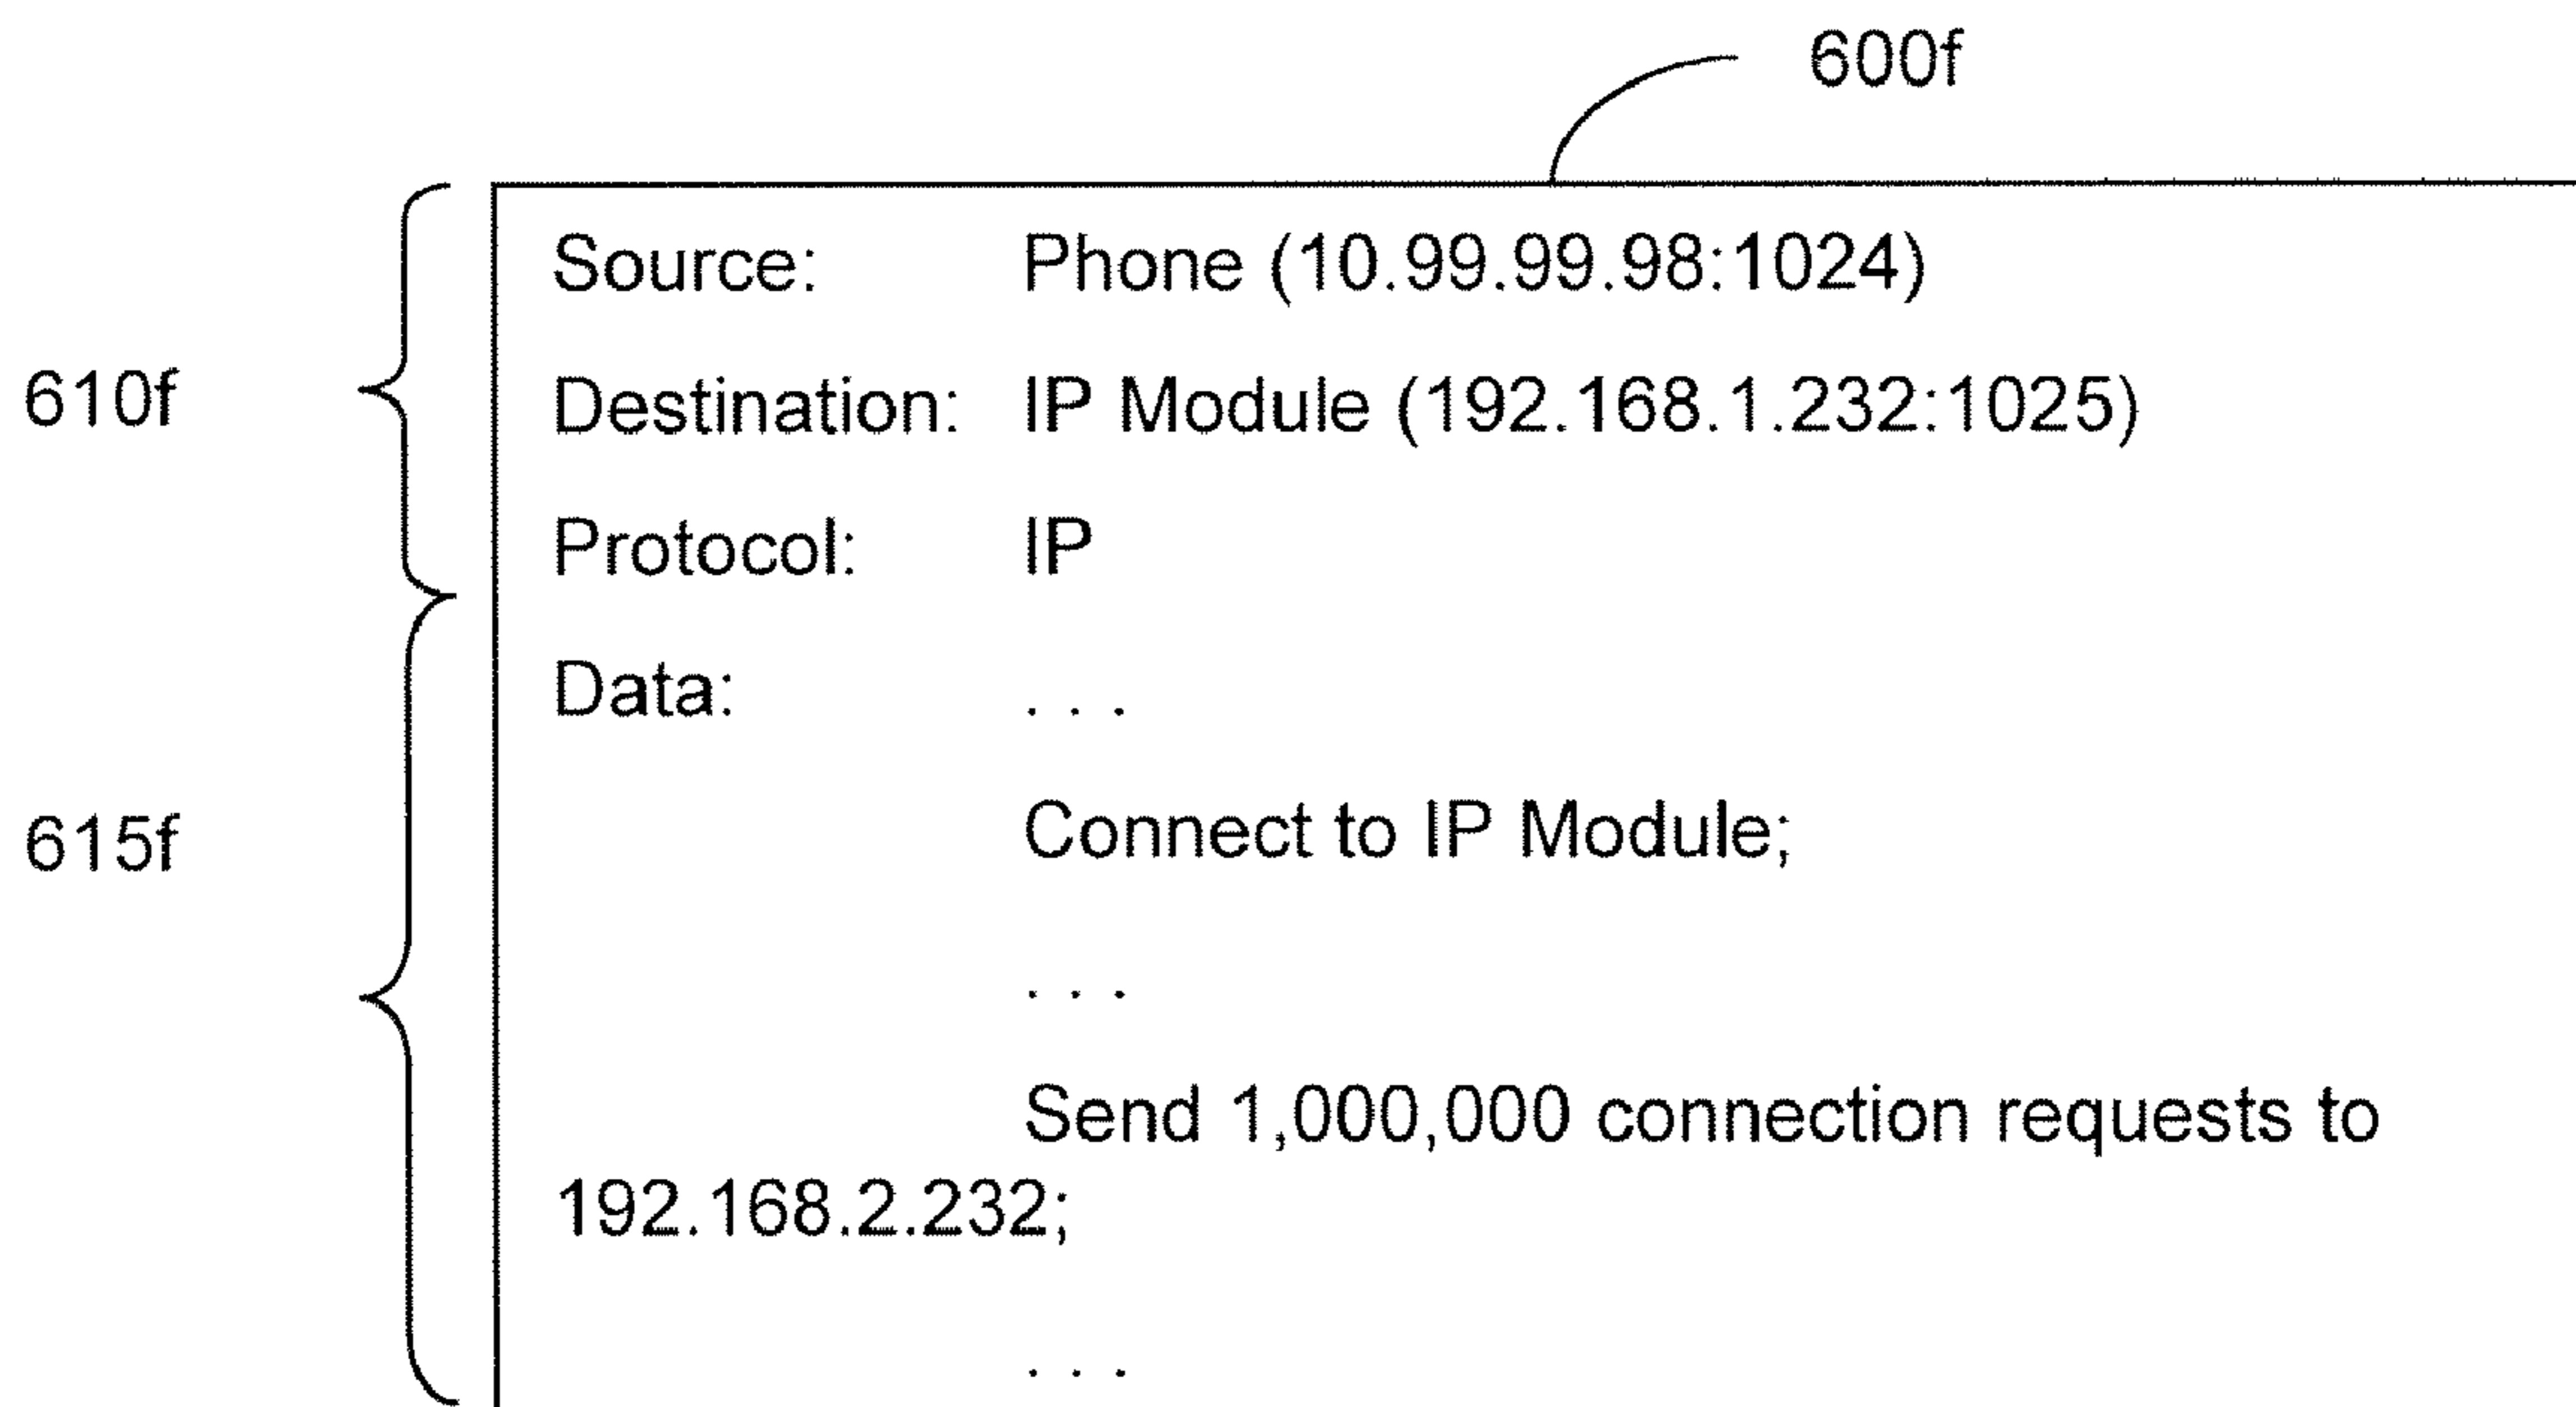 600f
Source: Phone (10.99.99.98:1024)
610f Destination: IP Module (192.168.1.232:1025)
Protocol: IP
Data: . . .
615f Connect to IP Module;
. . .
Send 1,000,000 connection requests to
192.168.2.232;
. . .